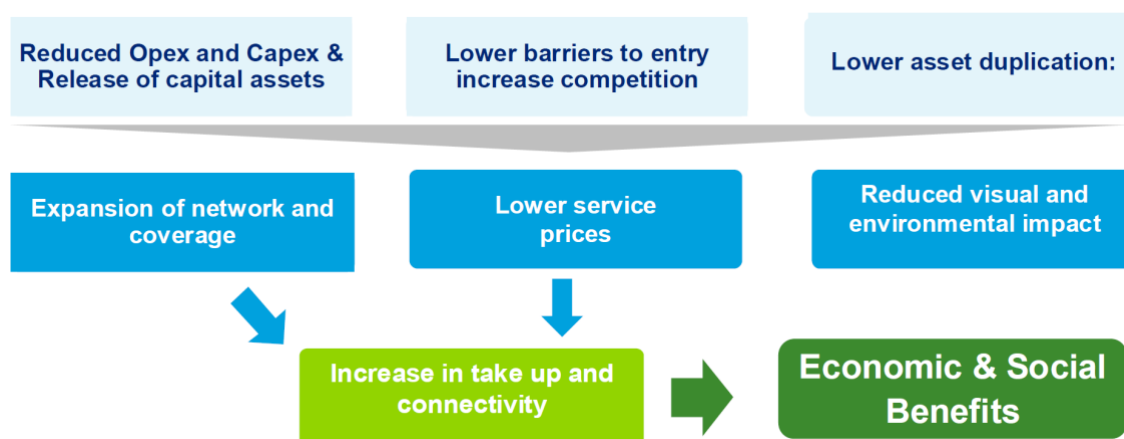 Reduced Opex and Capex &
Release of capital assets
Lower barriers to entry
increase competition
Lower asset duplication:
Expansion of network and
coverage
Lower service
prices
Reduced visual and
environmental impact
Increase in take up and
connectivity
Economic & Social
Benefits